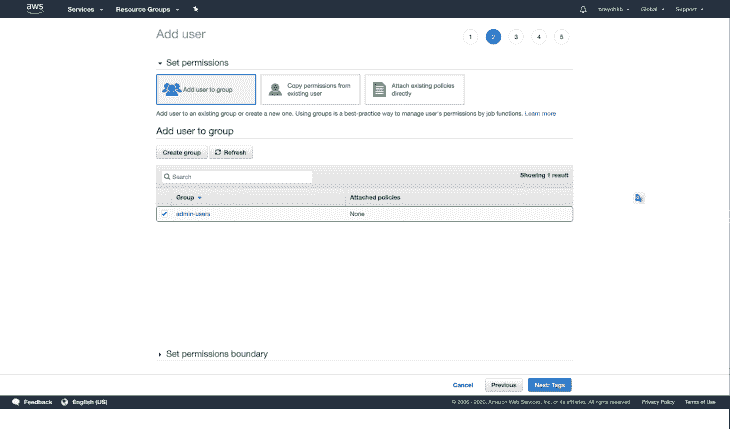 aws Services Resource Groups Global Support
Add user
1 2 3 4 5
Set permissions
Add user to group
Copy permissions from existing user
Attach existing policies directly
Add user to an existing group or create a new one. Using groups is a best-practice way to manage user's permissions by job functions. Learn more
Add user to group
Create group Refresh
Search Showing 1 result
Group Attached policies
admin-users None
Set permissions boundary
Cancel Previous Next: Tags
Feedback English (US) © 2008 - 2020, Amazon Web Services, Inc. or its affiliates. All rights reserved. Privacy Policy Terms of Use